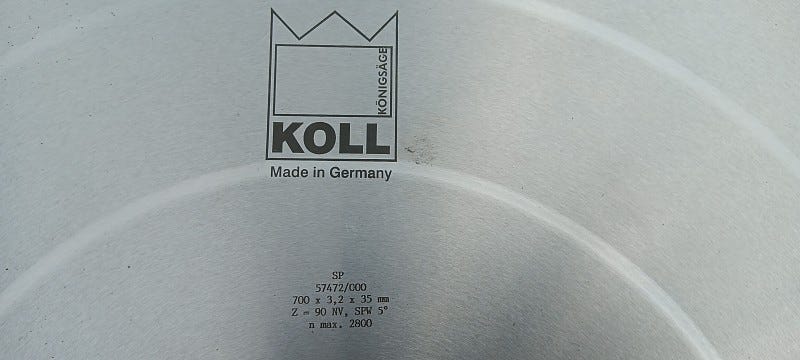 KÖNIGSÄGE
KOLL
Made in Germany
SP
57472/000
700 x 3,2 x 35 mm
Z = 90 NV, SPW 5°
n max. 2800